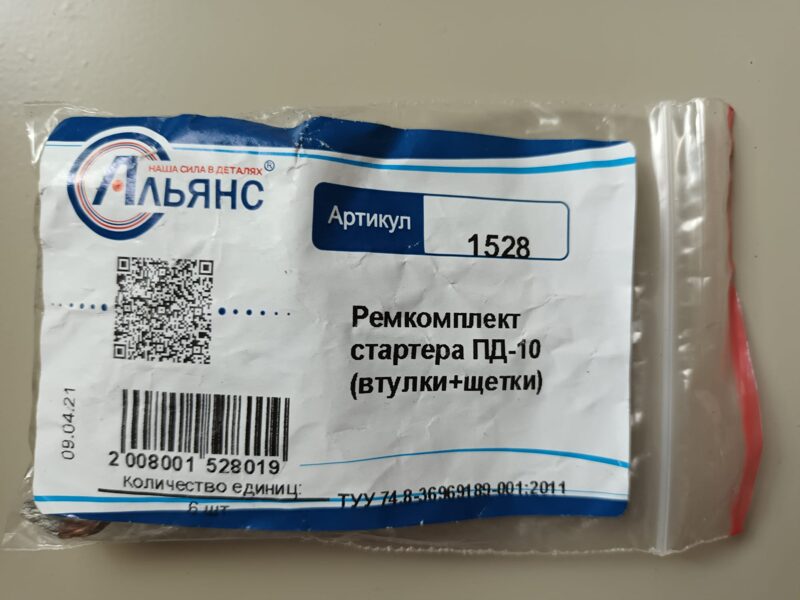 НАША СИЛА В ДЕТАЛЯХ®
АЛЬЯНС
Артикул 1528
Ремкомплект
стартера ПД-10
(втулки+щетки)
09.04.21
2 008001 528019
количество единиц:
6 шт
ТУУ 74.8-36969189-001:2011